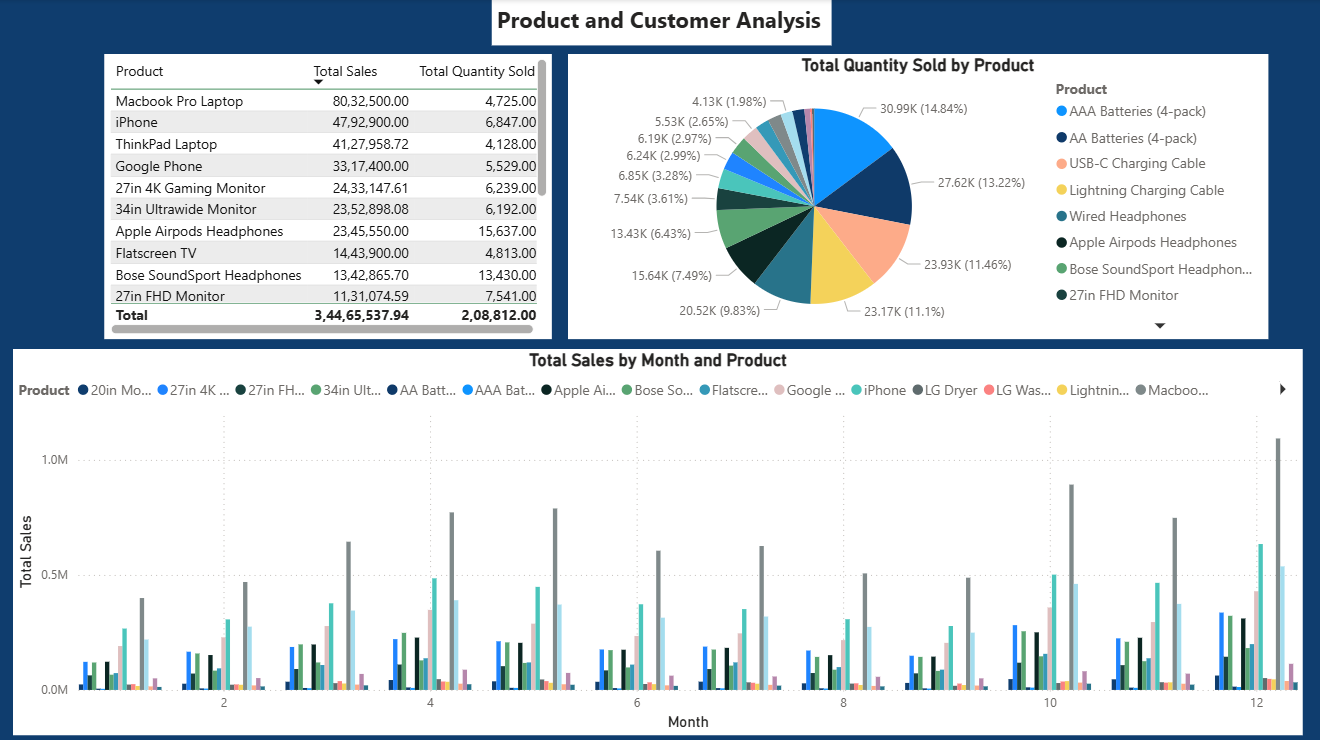 Product and Customer Analysis
Product Total Sales Total Quantity Sold
Macbook Pro Laptop 80,32,500.00 4,725.00
iPhone 47,92,900.00 6,847.00
ThinkPad Laptop 41,27,958.72 4,128.00
Google Phone 33,17,400.00 5,529.00
27in 4K Gaming Monitor 24,33,147.61 6,239.00
34in Ultrawide Monitor 23,52,898.08 6,192.00
Apple Airpods Headphones 23,45,550.00 15,637.00
Flatscreen TV 14,43,900.00 4,813.00
Bose SoundSport Headphones 13,42,865.70 13,430.00
27in FHD Monitor 11,31,074.59 7,541.00
Total 3,44,65,537.94 2,08,812.00
Total Quantity Sold by Product
4.13K (1.98%)
5.53K (2.65%)
6.19K (2.97%)
6.24K (2.99%)
6.85K (3.28%)
7.54K (3.61%)
13.43K (6.43%)
15.64K (7.49%)
20.52K (9.83%)
30.99K (14.84%)
27.62K (13.22%)
23.93K (11.46%)
23.17K (11.1%)
Product
AAA Batteries (4-pack)
AA Batteries (4-pack)
USB-C Charging Cable
Lightning Charging Cable
Wired Headphones
Apple Airpods Headphones
Bose SoundSport Headphon...
27in FHD Monitor
Total Sales by Month and Product
Product 20in Mo... 27in 4K ... 27in FH... 34in Ult... AA Batt... AAA Bat... Apple Ai... Bose So... Flatscre... Google ... iPhone LG Dryer LG Was... Lightnin... Macboo...
Total Sales
1.0M
0.5M
0.0M
2 4 6 8 10 12
Month